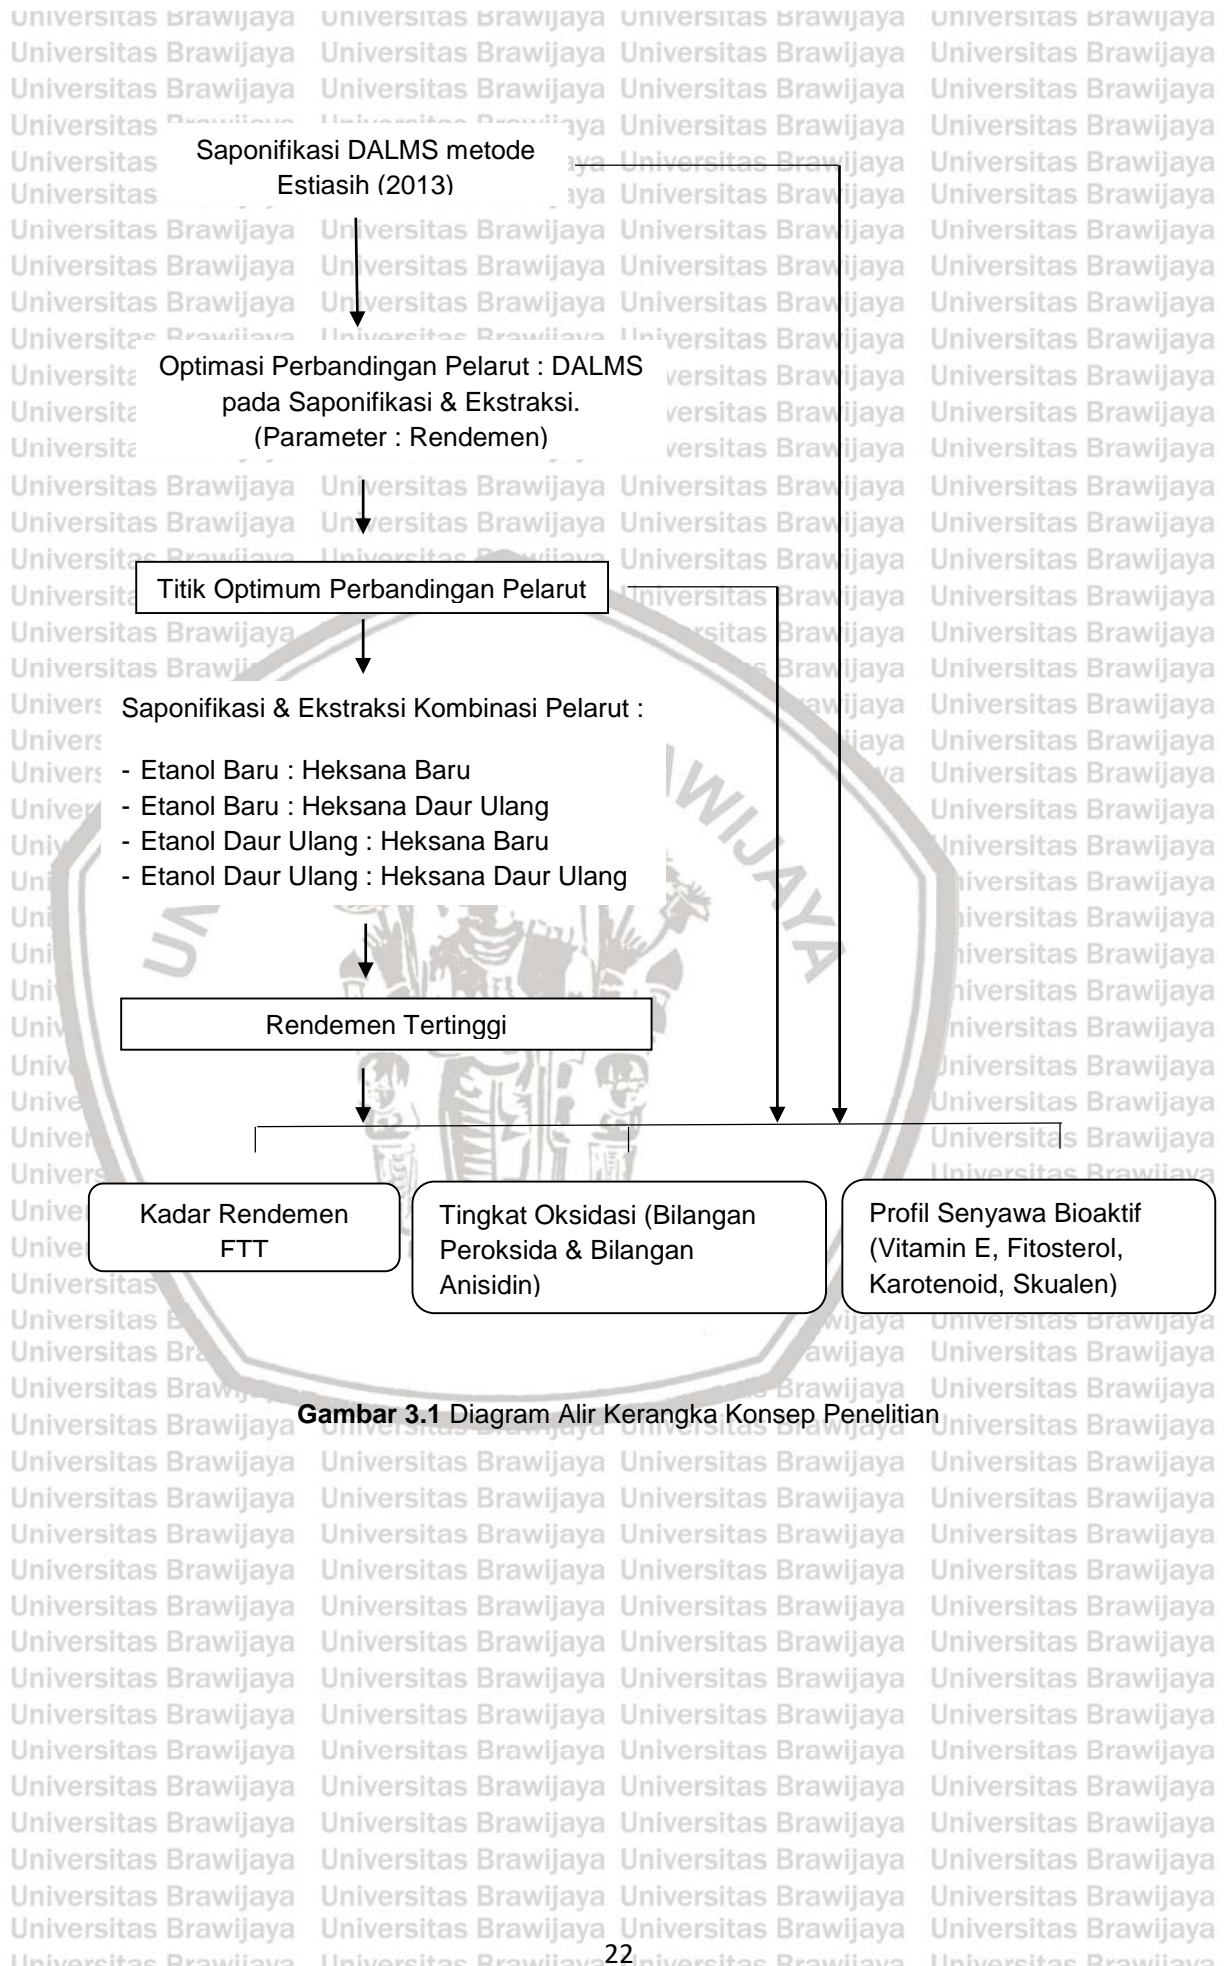 Saponifikasi DALMS metode
Estiasih (2013)
Optimasi Perbandingan Pelarut : DALMS
pada Saponifikasi & Ekstraksi.
(Parameter : Rendemen)
Titik Optimum Perbandingan Pelarut
Saponifikasi & Ekstraksi Kombinasi Pelarut :
- Etanol Baru : Heksana Baru
- Etanol Baru : Heksana Daur Ulang
- Etanol Daur Ulang : Heksana Baru
- Etanol Daur Ulang : Heksana Daur Ulang
Rendemen Tertinggi
Kadar Rendemen
FTT
Tingkat Oksidasi (Bilangan
Peroksida & Bilangan
Anisidin)
Profil Senyawa Bioaktif
(Vitamin E, Fitosterol,
Karotenoid, Skualen)
Gambar 3.1 Diagram Alir Kerangka Konsep Penelitian
22